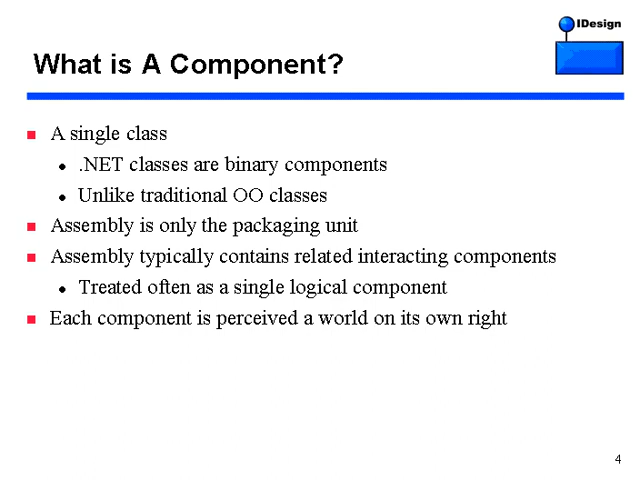 IDesign
What is A Component?
A single class
.NET classes are binary components
Unlike traditional OO classes
Assembly is only the packaging unit
Assembly typically contains related interacting components
Treated often as a single logical component
Each component is perceived a world on its own right
4